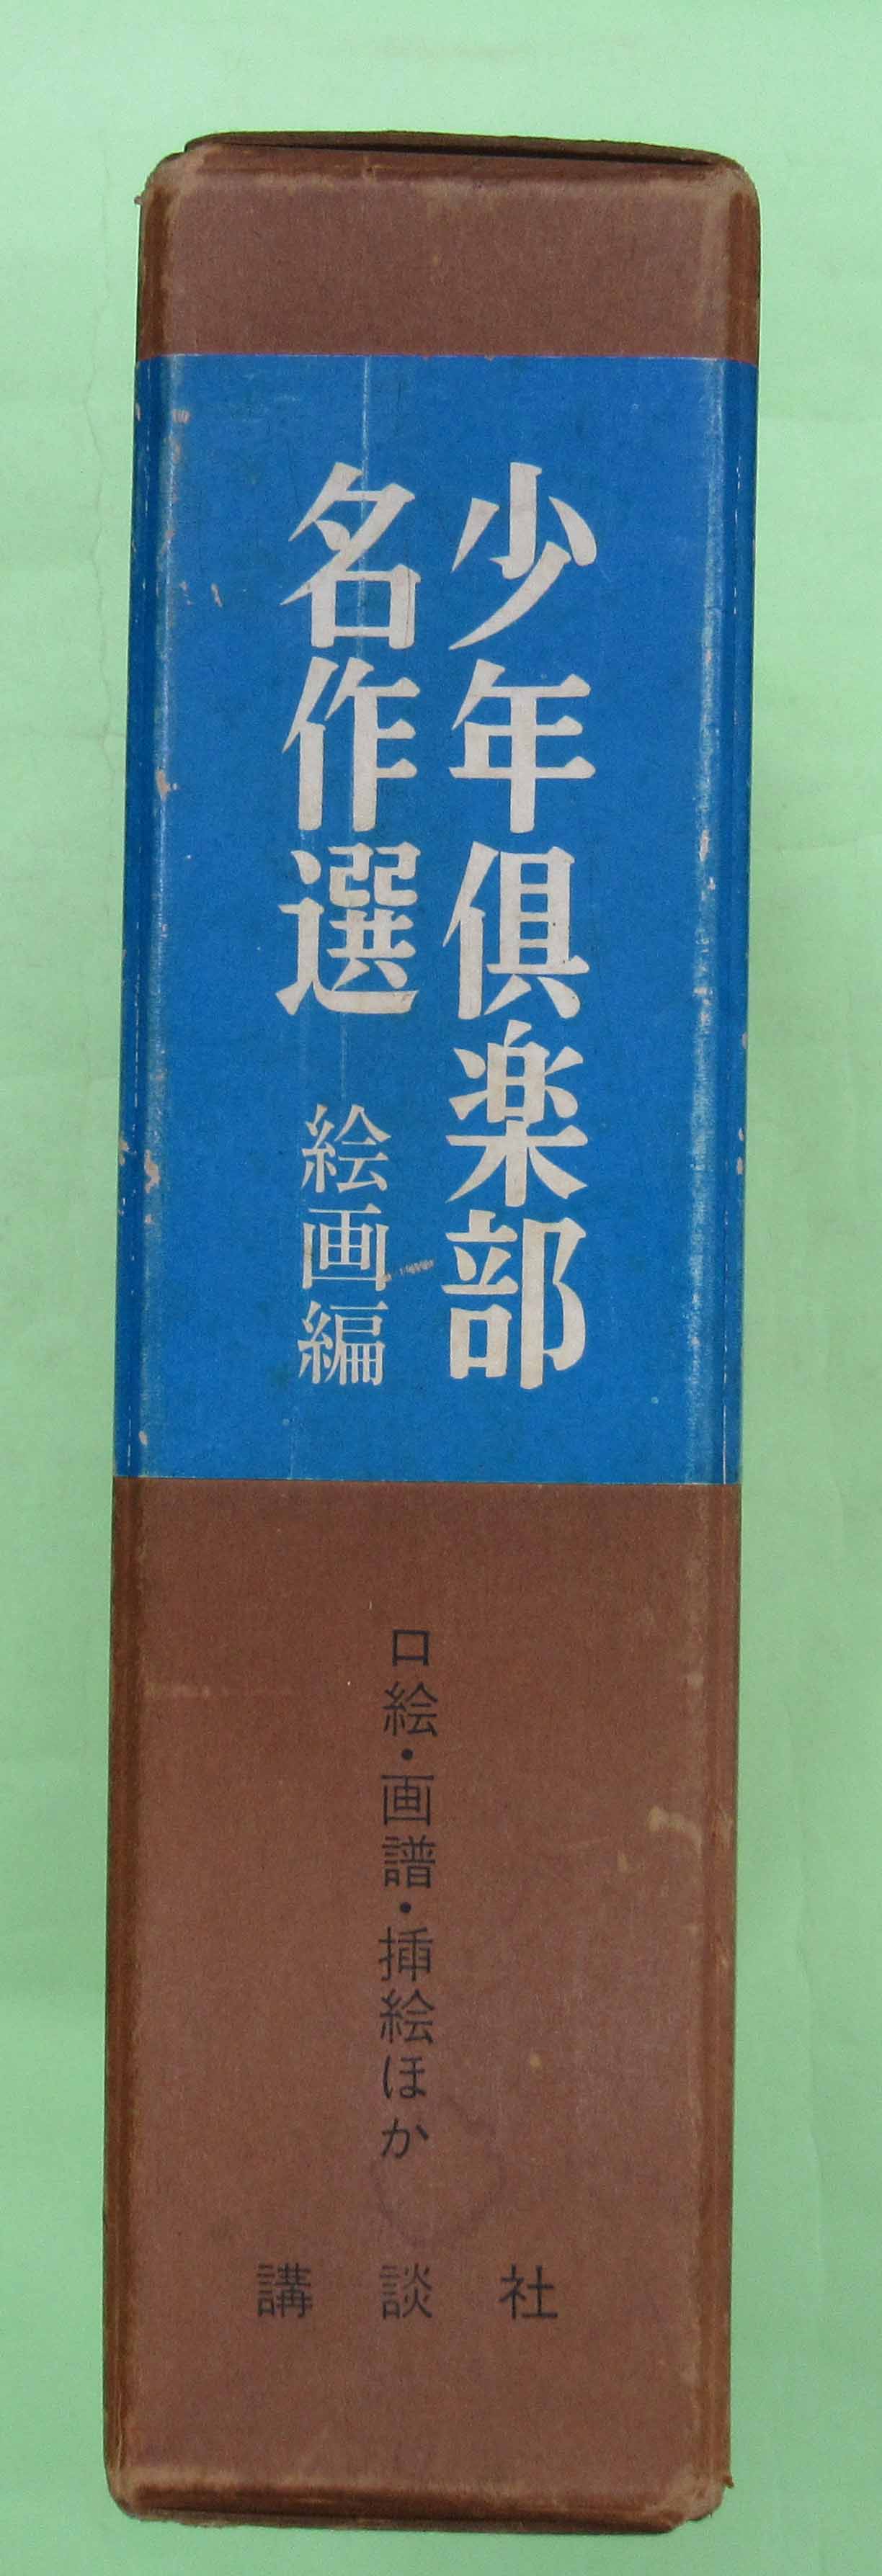 少年倶楽部
名作選 絵画編
口絵・画譜・挿絵ほか
講談社